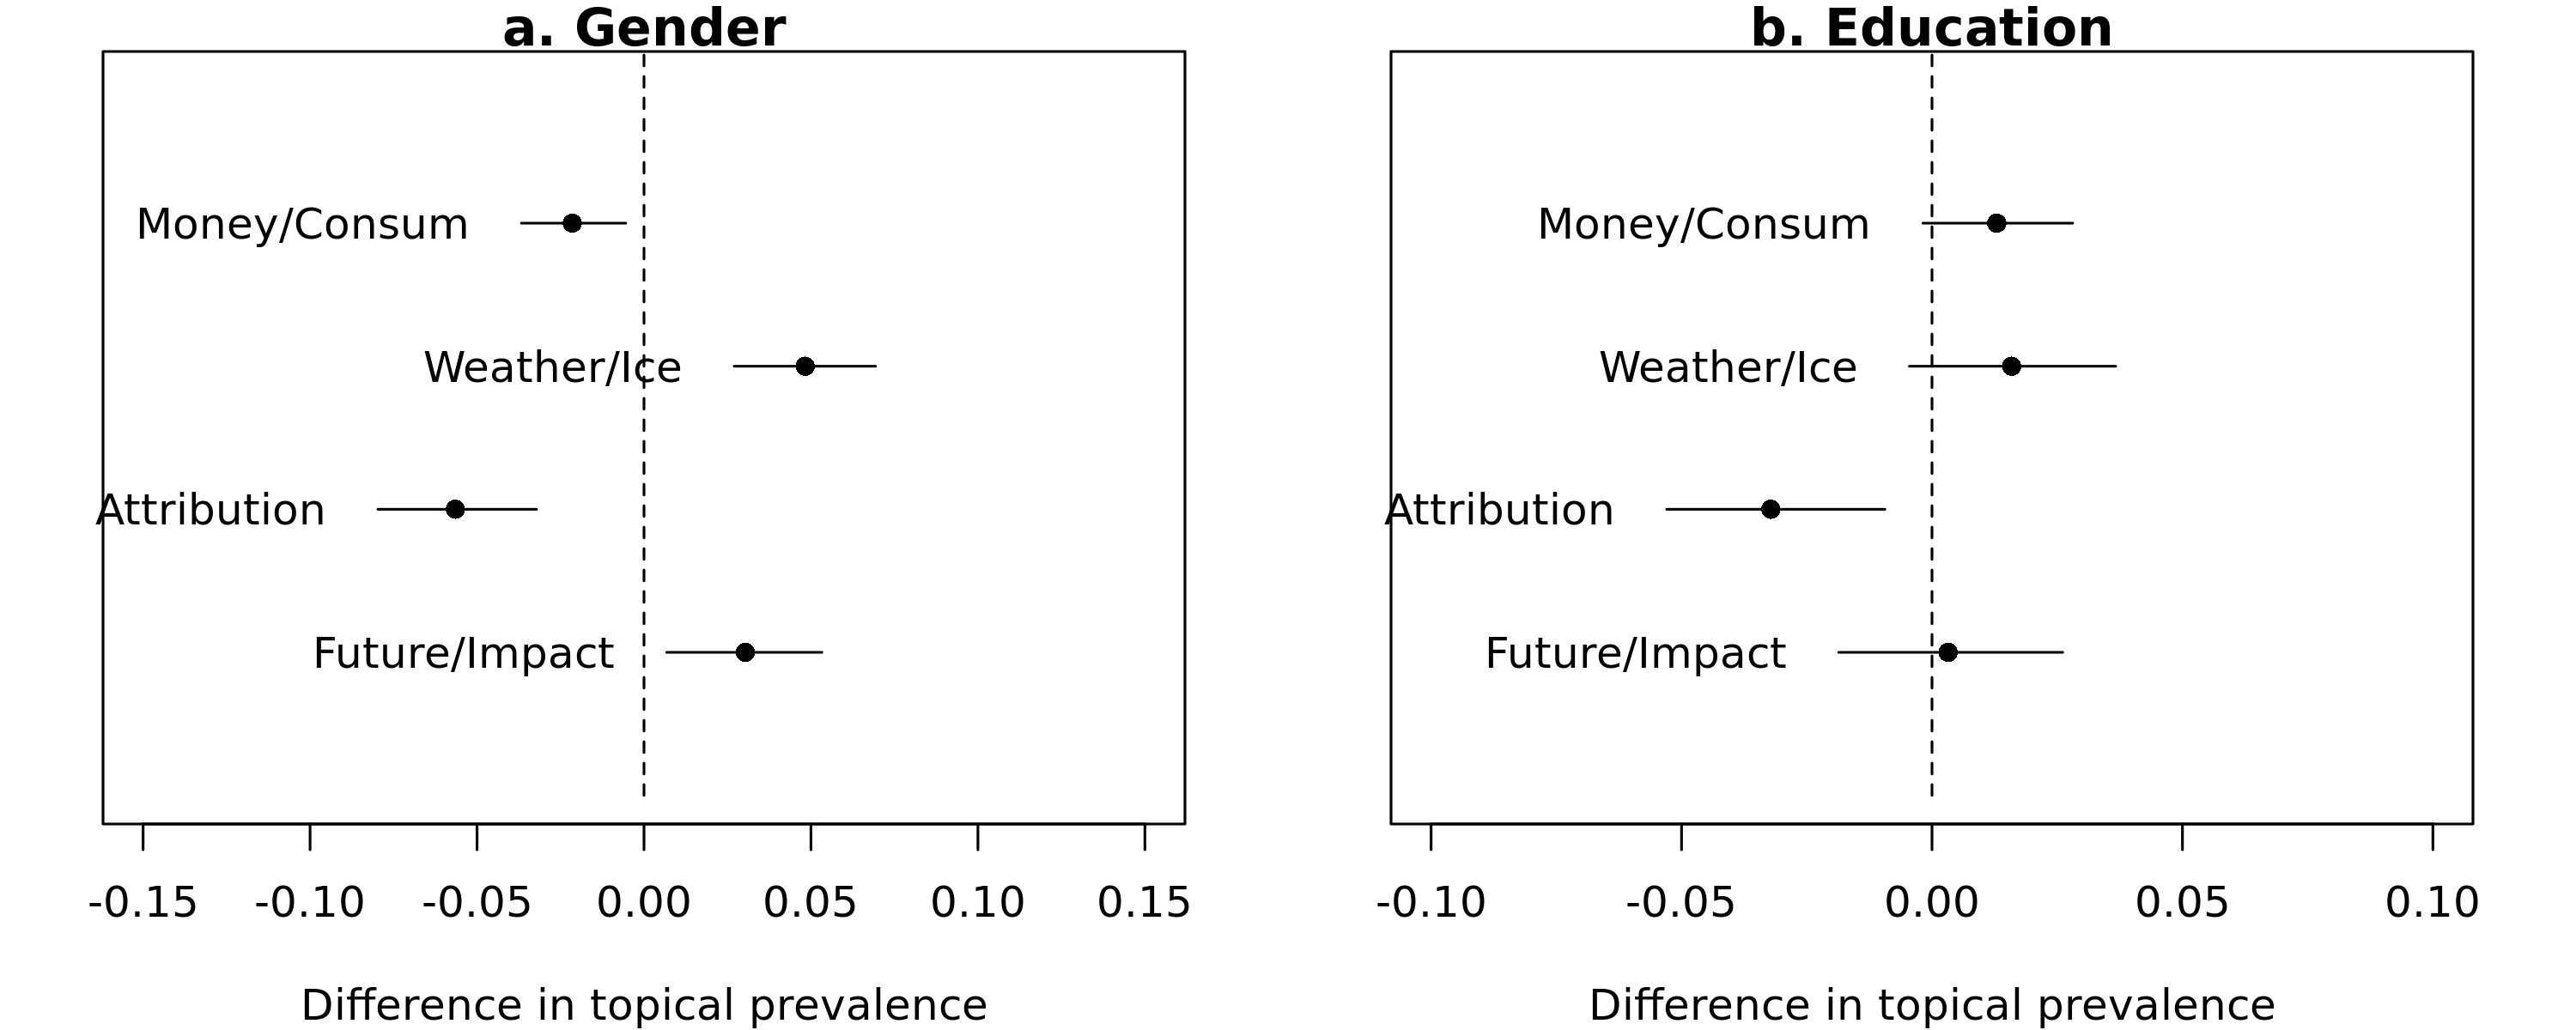 a. Gender
Money/Consum
Weather/Ice
Attribution
Future/Impact
-0.15 -0.10 -0.05 0.00 0.05 0.10 0.15
Difference in topical prevalence
b. Education
Money/Consum
Weather/Ice
Attribution
Future/Impact
-0.10 -0.05 0.00 0.05 0.10
Difference in topical prevalence